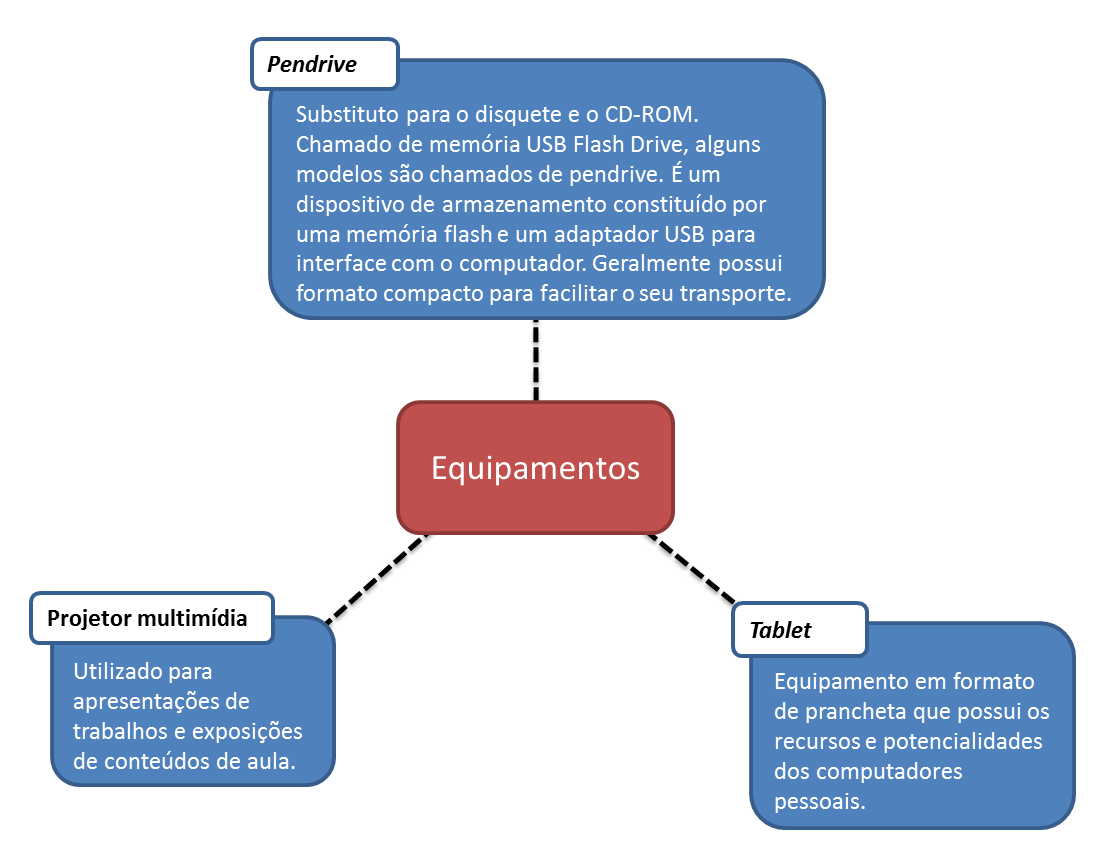 Pendrive
Substituto para o disquete e o CD-ROM.
Chamado de memória USB Flash Drive, alguns
modelos são chamados de pendrive. É um
dispositivo de armazenamento constituído por
uma memória flash e um adaptador USB para
interface com o computador. Geralmente possui
formato compacto para facilitar o seu transporte.
Equipamentos
Projetor multimídia
Utilizado para
apresentações de
trabalhos e exposições
de conteúdos de aula.
Tablet
Equipamento em formato
de prancheta que possui os
recursos e potencialidades
dos computadores
pessoais.